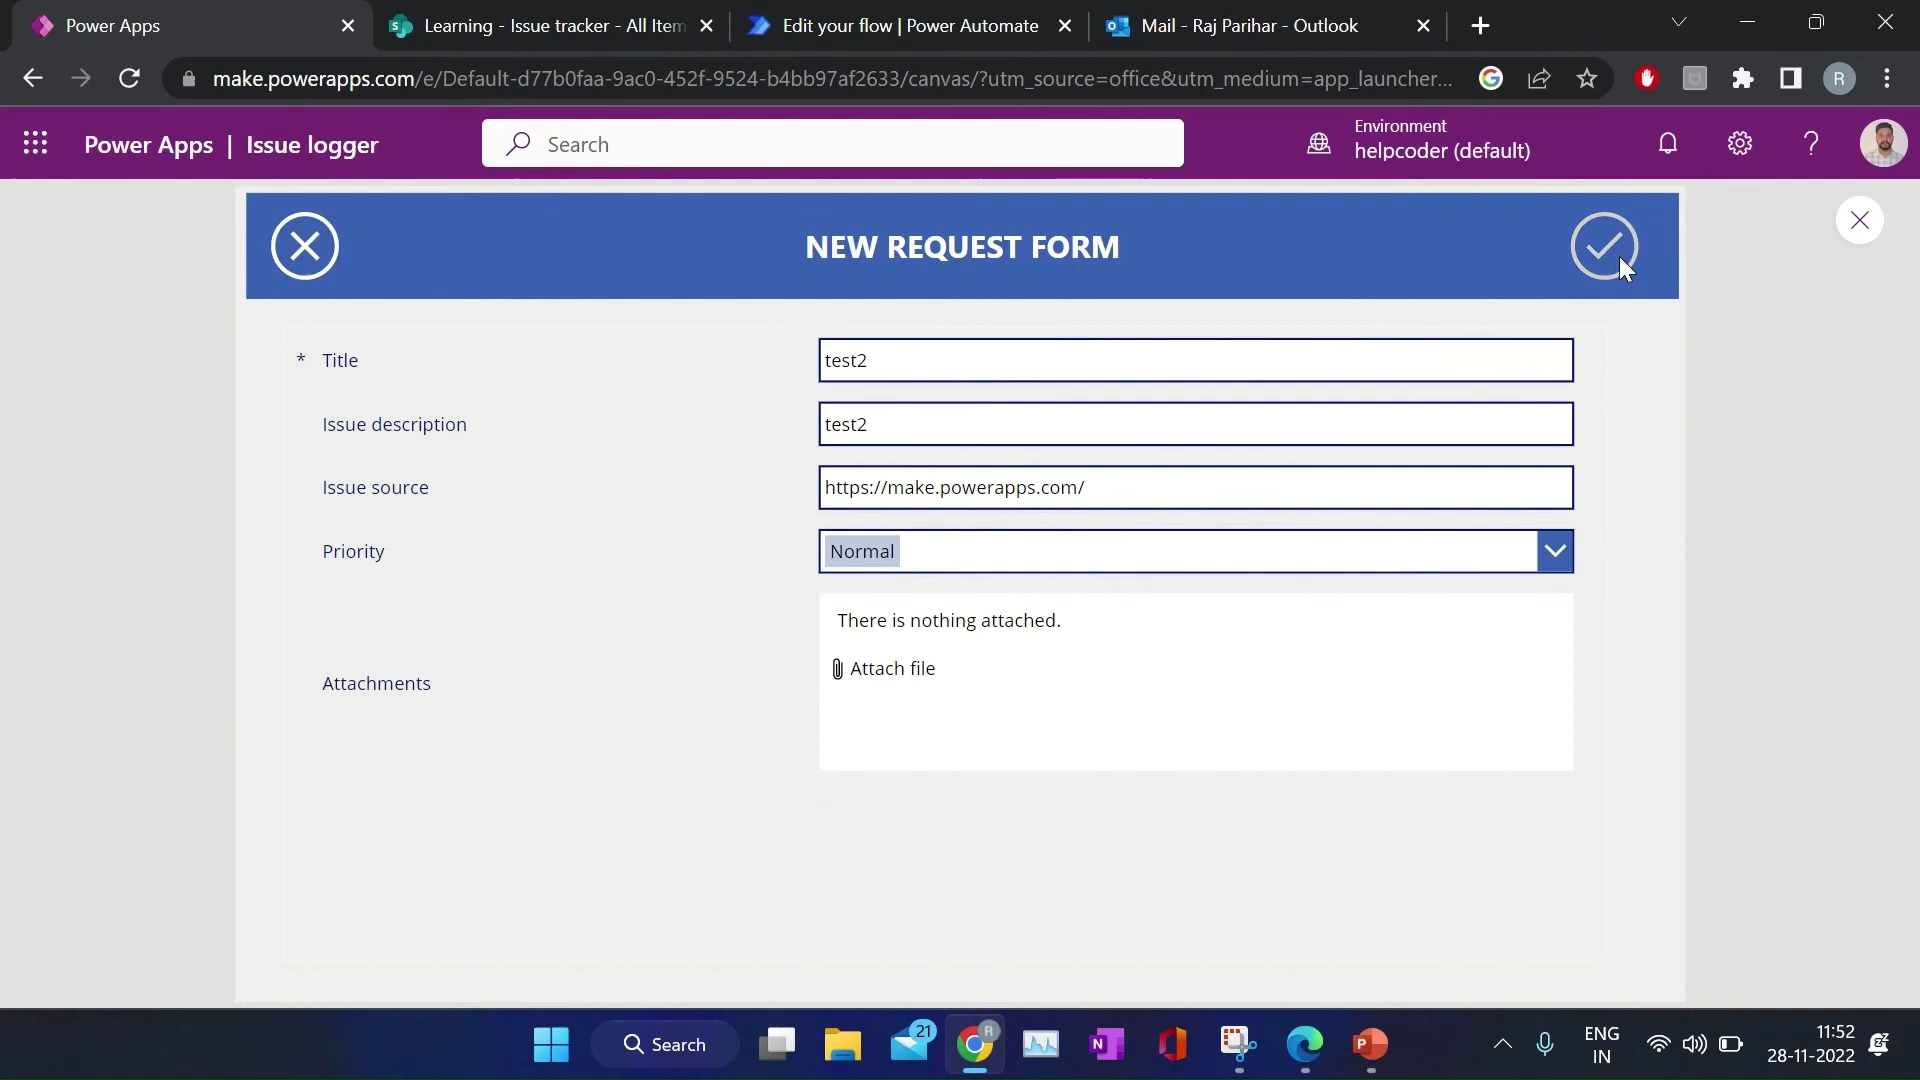 Power Apps
Learning - Issue tracker - All Item
Edit your flow | Power Automate
Mail - Raj Parihar - Outlook
make.powerapps.com/e/Default-d77b0faa-9ac0-452f-9524-b4bb97af2633/canvas/?utm_source=office&utm_medium=app_launcher...
R
Power Apps | Issue logger
Search
Environment
helpcoder (default)
NEW REQUEST FORM
* Title
test2
Issue description
test2
Issue source
https://make.powerapps.com/
Priority
Normal
There is nothing attached.
Attach file
Attachments
Search
21
R
ENG
IN
11:52
28-11-2022